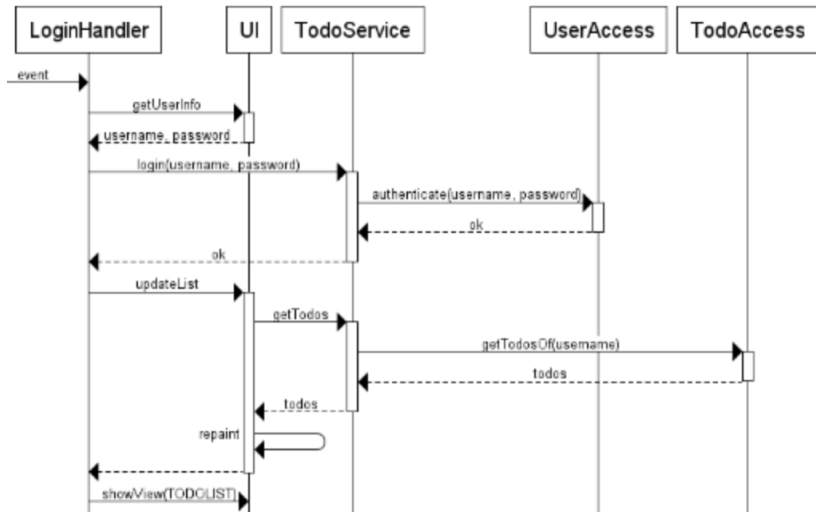 LoginHandler UI TodoService UserAccess TodoAccess
event
getUserInfo
username, password
login(username, password)
authenticate(username, password)
ok
ok
updateList
getTodos
getTodosOf(username)
todos
todos
repaint
showView(TODOLIST)